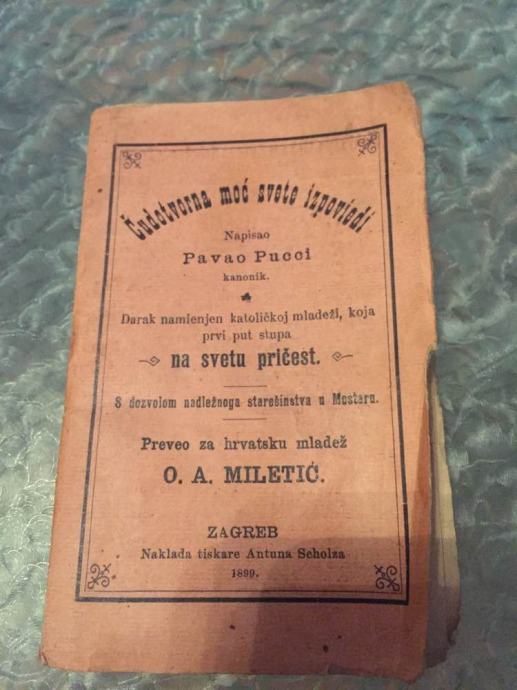 Čudotvorna moć svete izpoviedi
Napisao
Pavao Pucci
kanonik.
Darak namienjen katoličkoj mladeži, koja
prvi put stupa
na svetu pričest.
S dozvolom nadležnoga starešinstva u Mostaru.
Preveo za hrvatsku mladež
O. A. MILETIĆ.
ZAGREB
Naklada tiskare Antuna Scholza
1899.